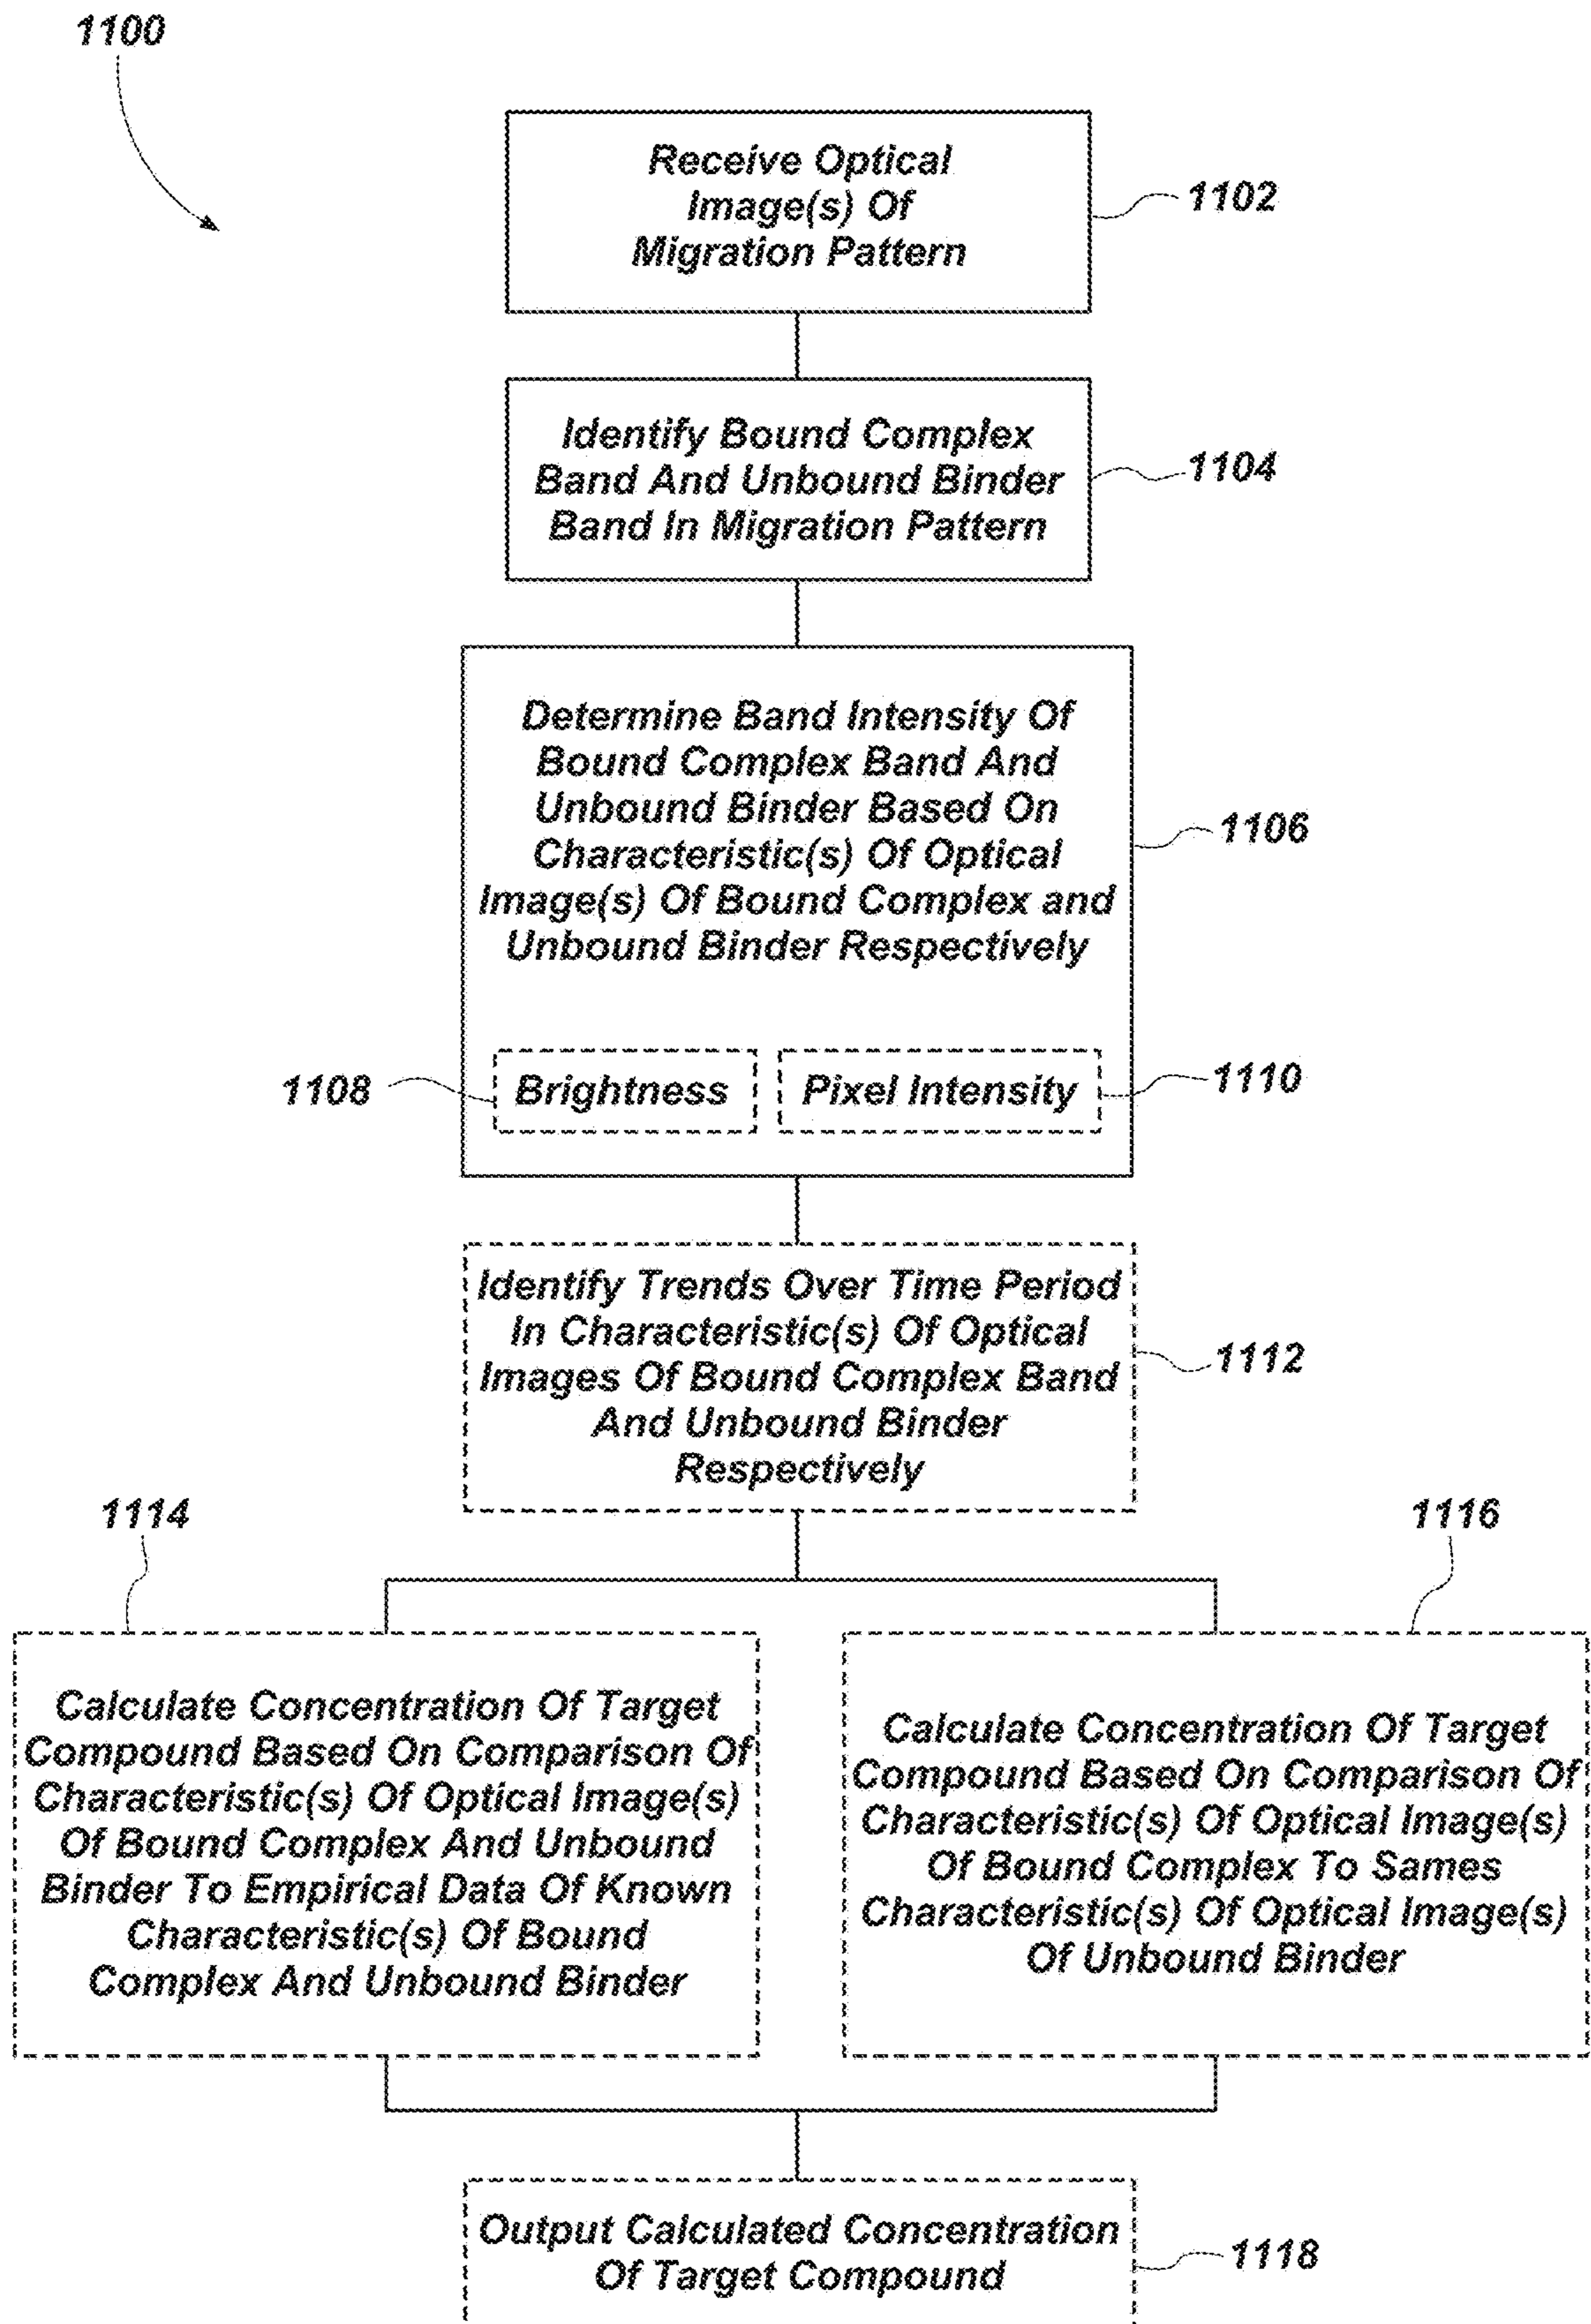 1100
Receive Optical
Image(s) Of
Migration Pattern
1102
Identify Bound Complex
Band And Unbound Binder
Band In Migration Pattern
1104
Determine Band Intensity Of
Bound Complex Band And
Unbound Binder Based On
Characteristic(s) Of Optical
Image(s) Of Bound Complex and
Unbound Binder Respectively
1106
1108
Brightness
Pixel Intensity
1110
Identify Trends Over Time Period
In Characteristic(s) Of Optical
Images Of Bound Complex Band
And Unbound Binder
Respectively
1112
1114
Calculate Concentration Of Target
Compound Based On Comparison Of
Characteristic(s) Of Optical Image(s)
Of Bound Complex And Unbound
Binder To Empirical Data Of Known
Characteristic(s) Of Bound
Complex And Unbound Binder
1116
Calculate Concentration Of Target
Compound Based On Comparison Of
Characteristic(s) Of Optical Image(s)
Of Bound Complex To Sames
Characteristic(s) Of Optical Image(s)
Of Unbound Binder
Output Calculated Concentration
Of Target Compound
1118